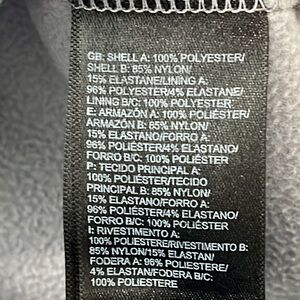 GB: SHELL A: 100% POLYESTER/
SHELL B: 85% NYLON/
15% ELASTANE/LINING A:
96% POLYESTER/4% ELASTANE/
LINING B/C: 100% POLYESTER
E: ARMAZÓN A: 100% POLIÉSTER/
ARMAZÓN B: 85% NYLON/
15% ELASTANO/FORRO A:
96% POLIÉSTER/4% ELASTANO/
FORRO B/C: 100% POLIÉSTER
P: TECIDO PRINCIPAL A:
100% POLIÉSTER/TECIDO
PRINCIPAL B: 85% NYLON/
15% ELASTANO/FORRO A:
96% POLIÉSTER/4% ELASTANO/
FORRO B/C: 100% POLIÉSTER
I: RIVESTIMENTO A:
100% POLIESTERE/RIVESTIMENTO B:
85% NYLON/15% ELASTAN/
FODERA A: 96% POLIESTERE/
4% ELASTAN/FODERA B/C:
100% POLIESTERE